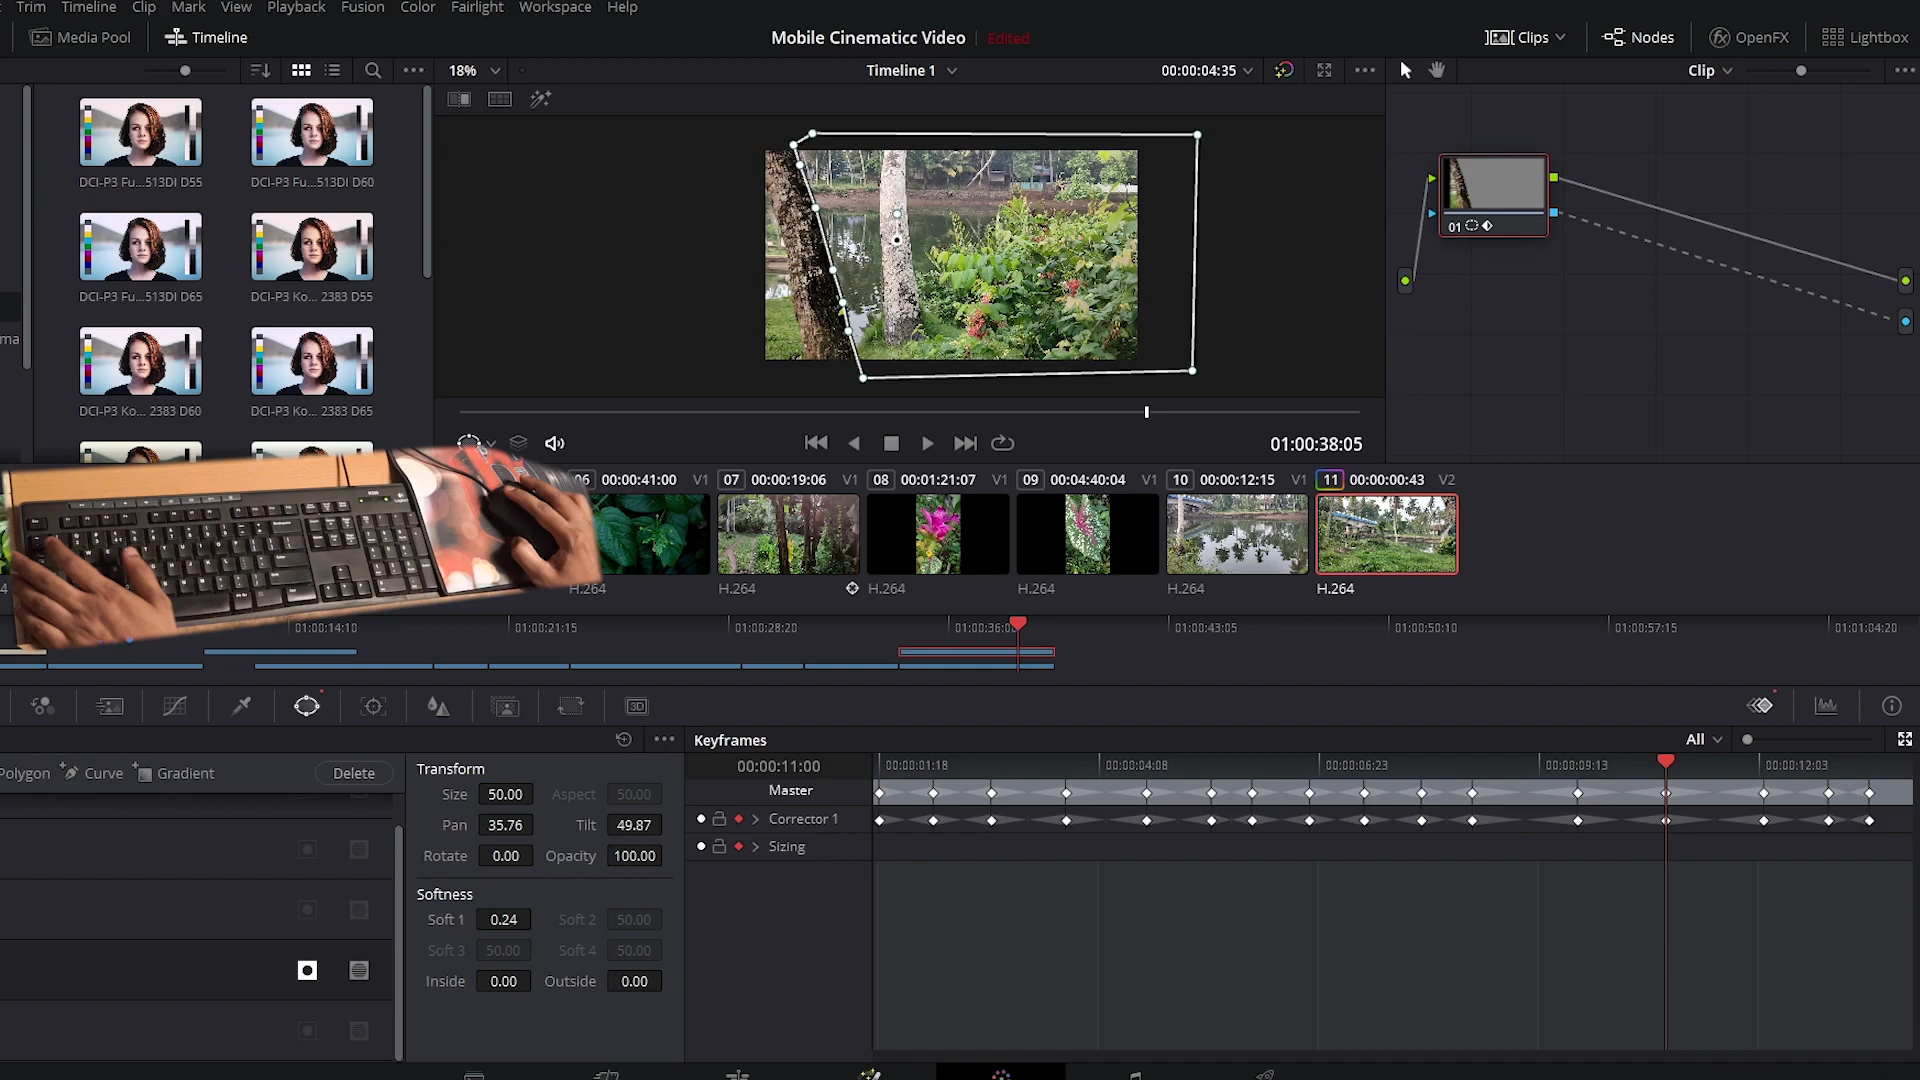 Trim Timeline Clip Mark View Playback Fusion Color Fairlight Workspace Help
Media Pool Timeline Mobile Cinematicc Video Edited Clips Nodes OpenFX Lightbox
18% Timeline 1 00:00:04:35 Clip
DCI-P3 Fu...513DI D55 DCI-P3 Fu...513DI D60
DCI-P3 Fu...513DI D65 DCI-P3 Ko... 2383 D55
DCI-P3 Ko... 2383 D60 DCI-P3 Ko... 2383 D65
ma
01
01:00:38:05
06 00:00:41:00 V1 07 00:00:19:06 V1 08 00:01:21:07 V1 09 00:04:40:04 V1 10 00:00:12:15 V1 11 00:00:00:43 V2
H.264 H.264 H.264 H.264 H.264 H.264
01:00:14:10 01:00:21:15 01:00:28:20 01:00:36:0 01:00:43:05 01:00:50:10 01:00:57:15 01:01:04:20
3D
Keyframes All
Polygon Curve Gradient Delete
Transform
Size 50.00 Aspect 50.00
Pan 35.76 Tilt 49.87
Rotate 0.00 Opacity 100.00
Softness
Soft 1 0.24 Soft 2 50.00
Soft 3 50.00 Soft 4 50.00
Inside 0.00 Outside 0.00
00:00:11:00 00:00:01:18 00:00:04:08 00:00:06:23 00:00:09:13 00:00:12:03
Master
Corrector 1
Sizing